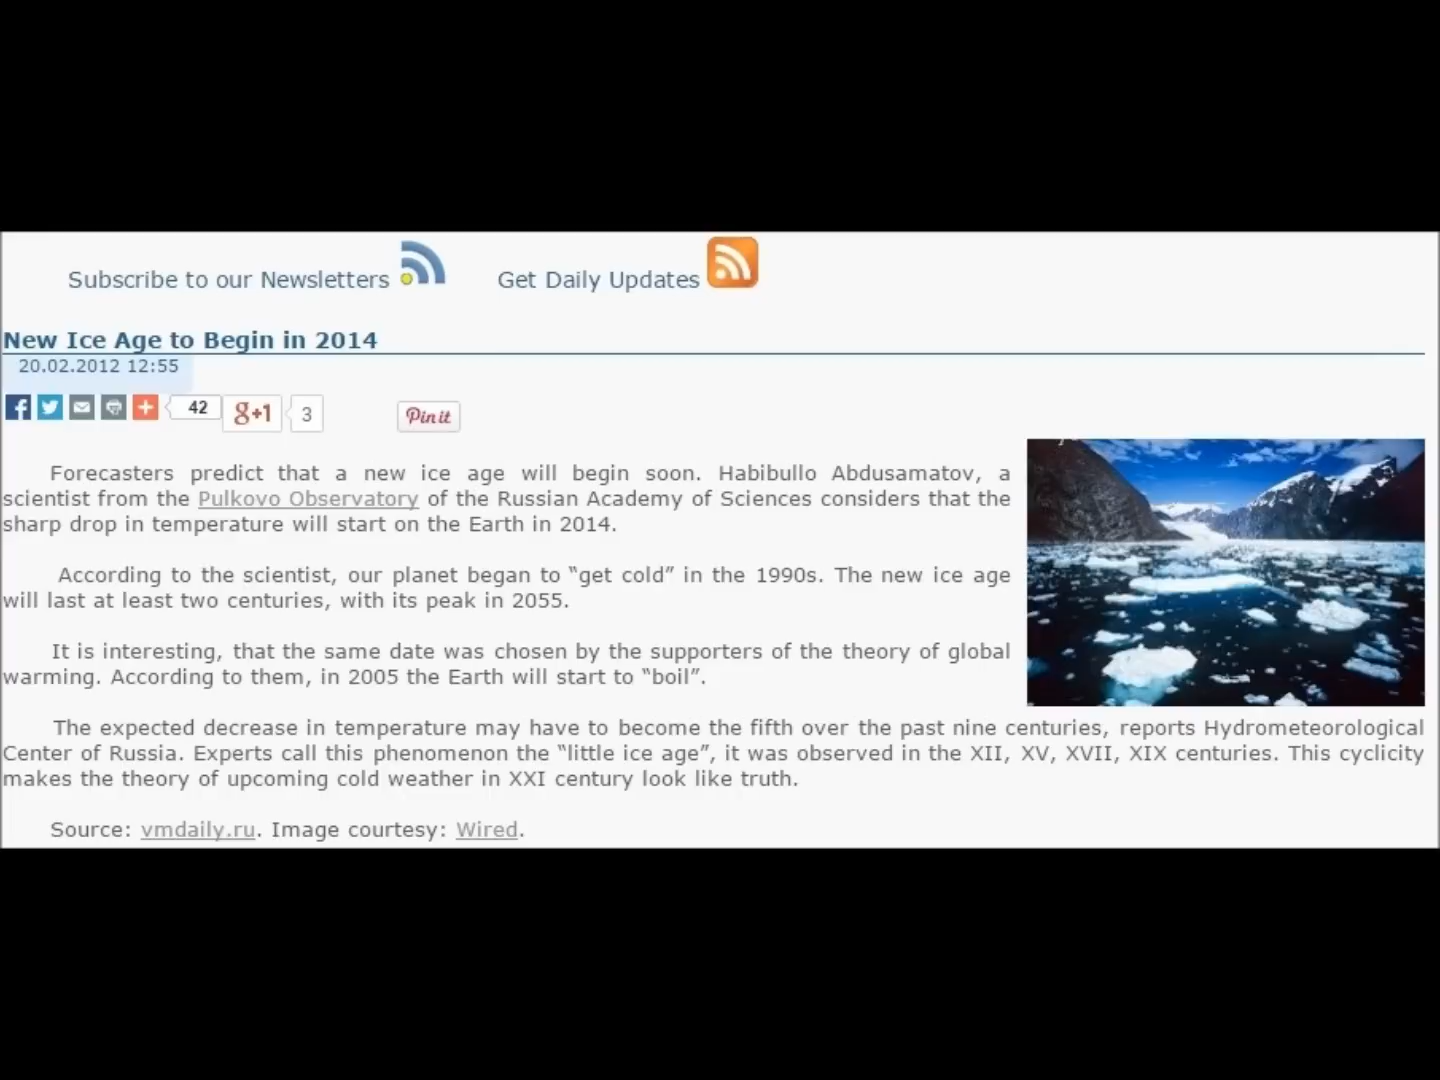 Subscribe to our Newsletters
Get Daily Updates
New Ice Age to Begin in 2014
20.02.2012 12:55
42
g+1
3
Pin it
Forecasters predict that a new ice age will begin soon. Habibullo Abdusamatov, a
scientist from the Pulkovo Observatory of the Russian Academy of Sciences considers that the
sharp drop in temperature will start on the Earth in 2014.
According to the scientist, our planet began to “get cold” in the 1990s. The new ice age
will last at least two centuries, with its peak in 2055.
It is interesting, that the same date was chosen by the supporters of the theory of global
warming. According to them, in 2005 the Earth will start to “boil”.
The expected decrease in temperature may have to become the fifth over the past nine centuries, reports Hydrometeorological
Center of Russia. Experts call this phenomenon the “little ice age”, it was observed in the XII, XV, XVII, XIX centuries. This cyclicity
makes the theory of upcoming cold weather in XXI century look like truth.
Source: vmdaily.ru. Image courtesy: Wired.